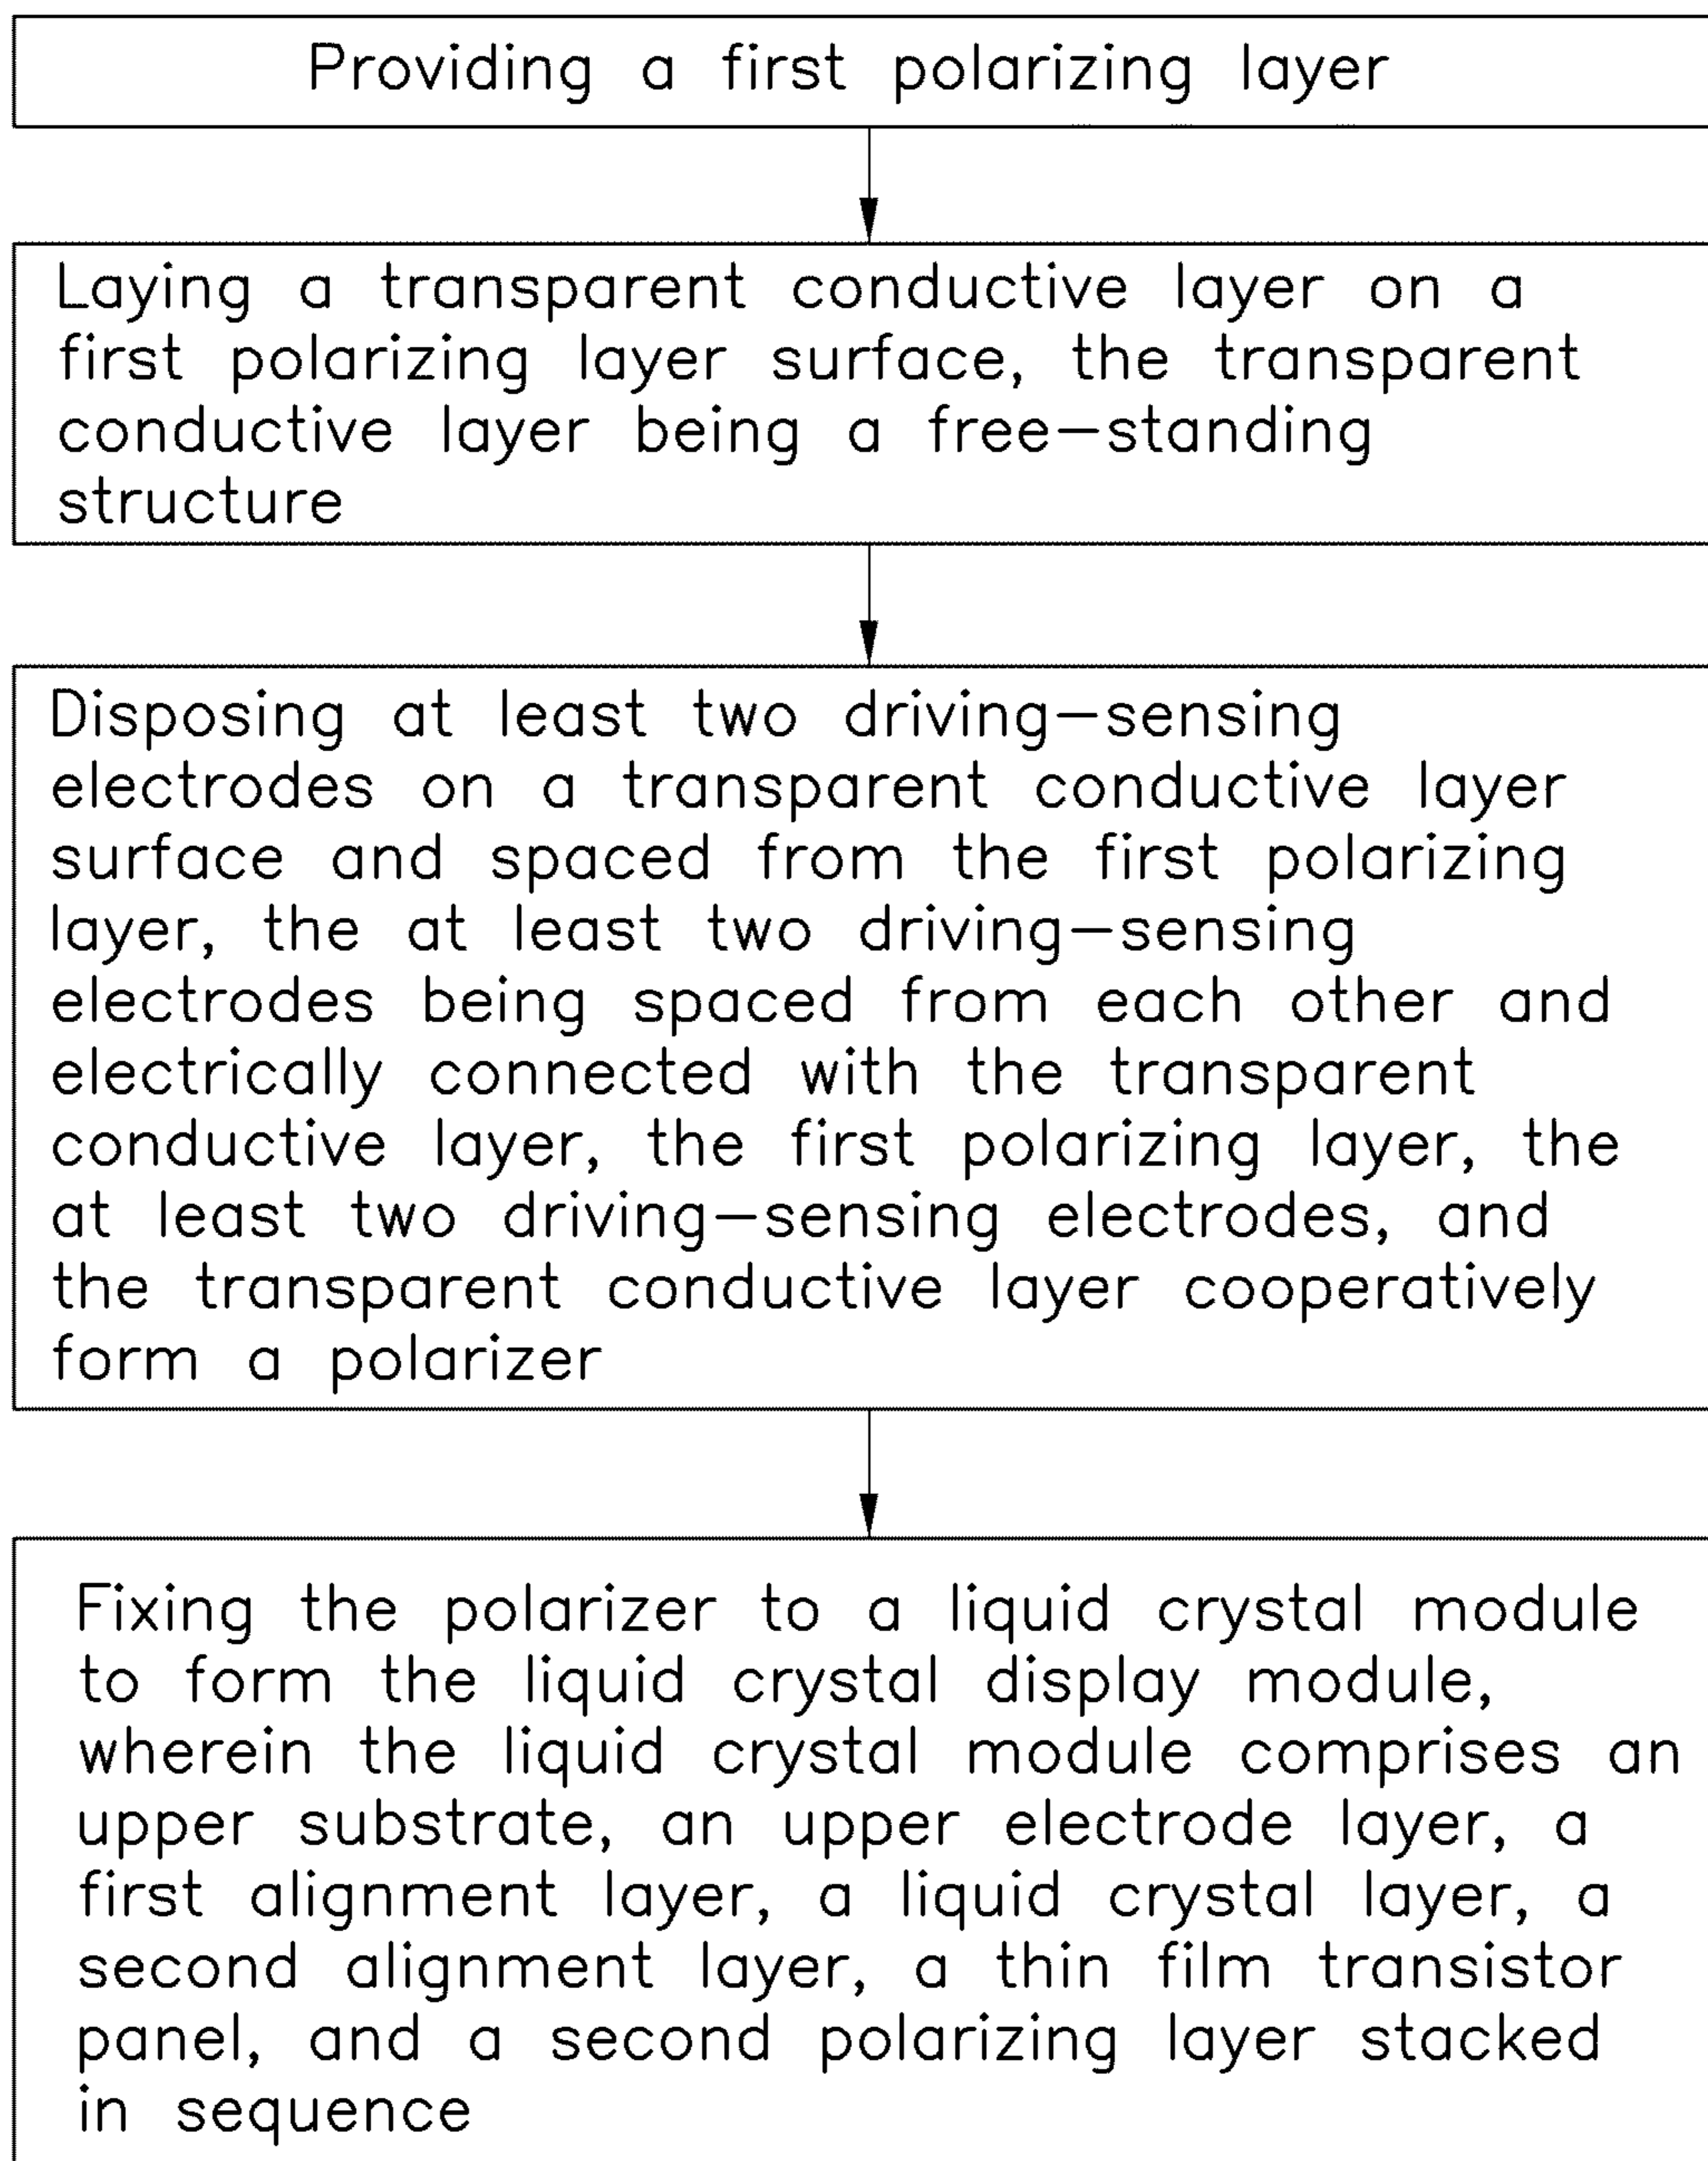 Providing a first polarizing layer
Laying a transparent conductive layer on a
first polarizing layer surface, the transparent
conductive layer being a free-standing
structure
Disposing at least two driving-sensing
electrodes on a transparent conductive layer
surface and spaced from the first polarizing
layer, the at least two driving-sensing
electrodes being spaced from each other and
electrically connected with the transparent
conductive layer, the first polarizing layer, the
at least two driving-sensing electrodes, and
the transparent conductive layer cooperatively
form a polarizer
Fixing the polarizer to a liquid crystal module
to form the liquid crystal display module,
wherein the liquid crystal module comprises an
upper substrate, an upper electrode layer, a
first alignment layer, a liquid crystal layer, a
second alignment layer, a thin film transistor
panel, and a second polarizing layer stacked
in sequence